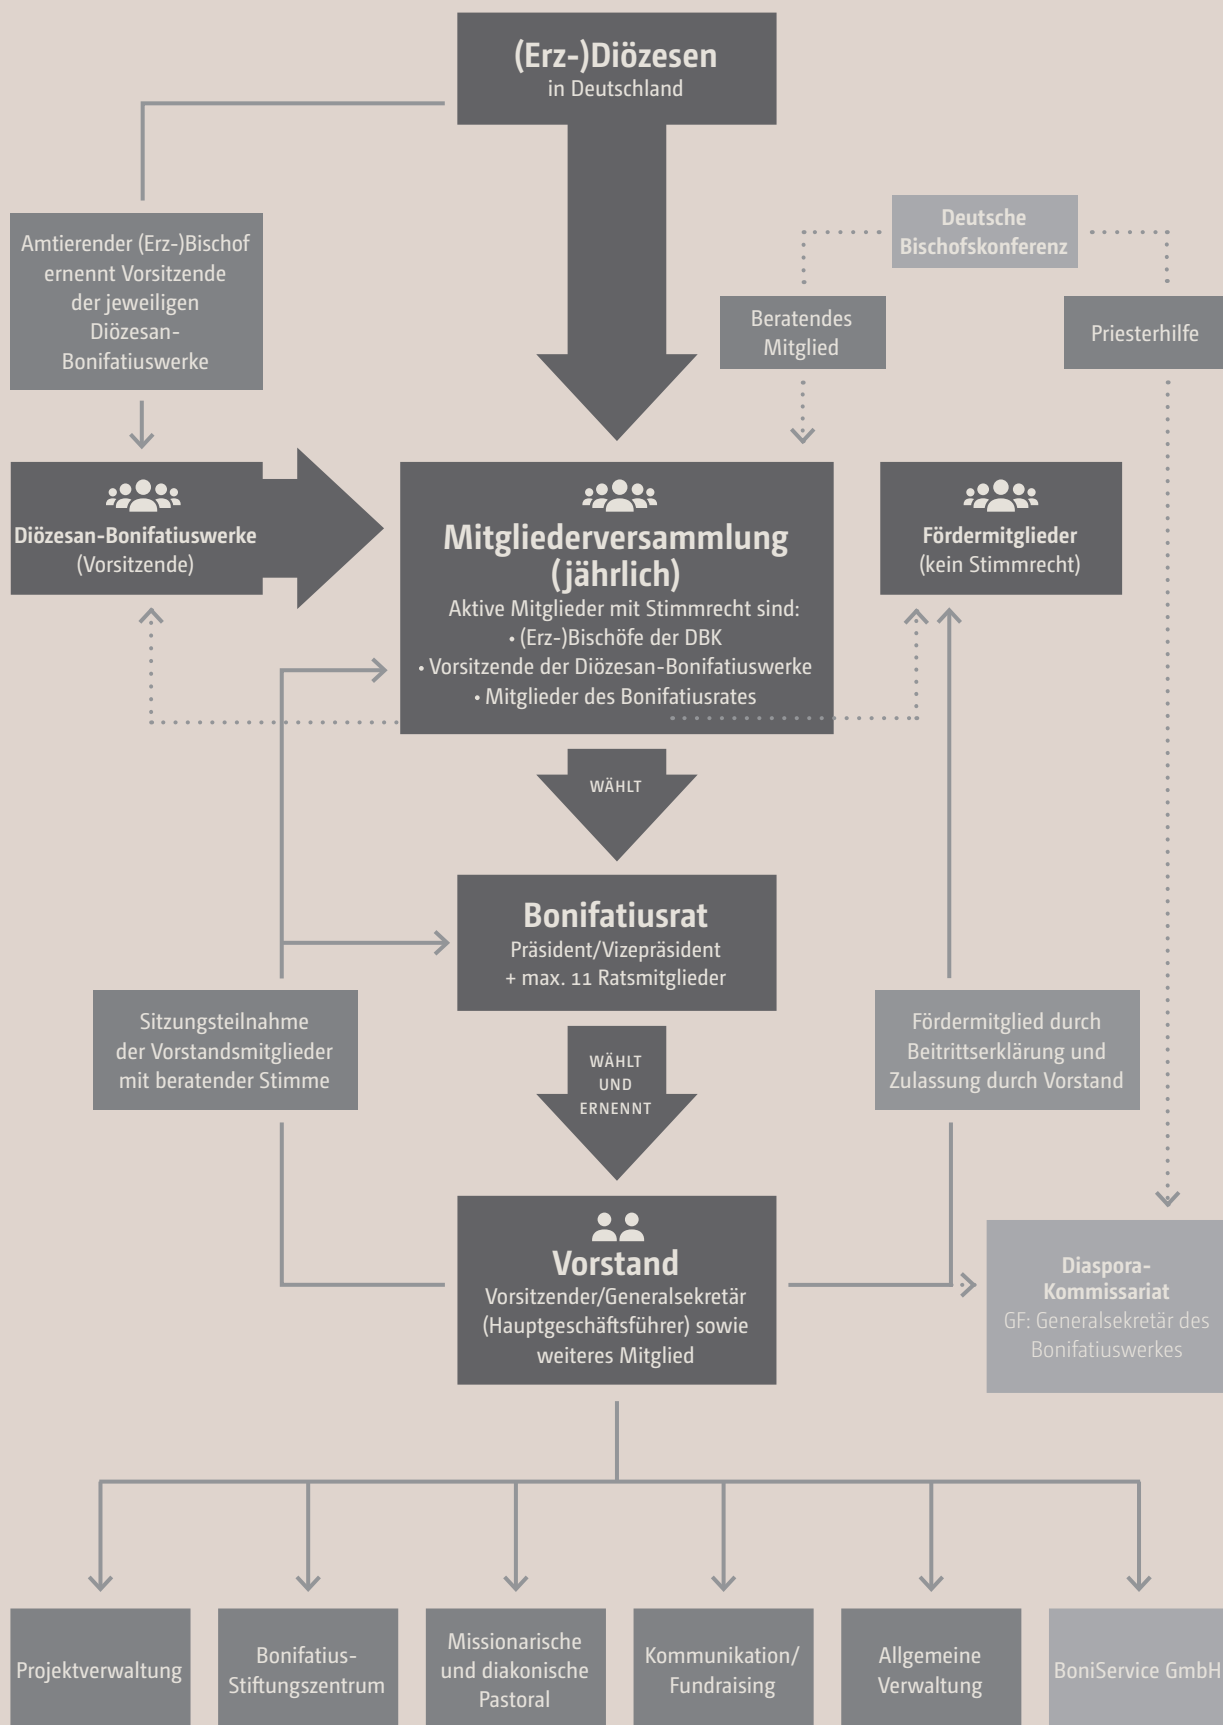 (Erz-)Diözesen
in Deutschland
Deutsche
Bischofskonferenz
Amtierender (Erz-)Bischof
ernennt Vorsitzende
der jeweiligen
Diözesan-
Bonifatiuswerke
Beratendes
Mitglied
Priesterhilfe
Diözesan-Bonifatiuswerke
(Vorsitzende)
Mitgliederversammlung
(jährlich)
Aktive Mitglieder mit Stimmrecht sind:
• (Erz-)Bischöfe der DBK
• Vorsitzende der Diözesan-Bonifatiuswerke
• Mitglieder des Bonifatiusrates
Fördermitglieder
(kein Stimmrecht)
WÄHLT
Bonifatiusrat
Präsident/Vizepräsident
+ max. 11 Ratsmitglieder
Sitzungsteilnahme
der Vorstandsmitglieder
mit beratender Stimme
WÄHLT
UND
ERNENNT
Fördermitglied durch
Beitrittserklärung und
Zulassung durch Vorstand
Vorstand
Vorsitzender/Generalsekretär
(Hauptgeschäftsführer) sowie
weiteres Mitglied
Diaspora-
Kommissariat
GF: Generalsekretär des
Bonifatiuswerkes
Projektverwaltung
Bonifatius-
Stiftungszentrum
Missionarische
und diakonische
Pastoral
Kommunikation/
Fundraising
Allgemeine
Verwaltung
BoniService GmbH